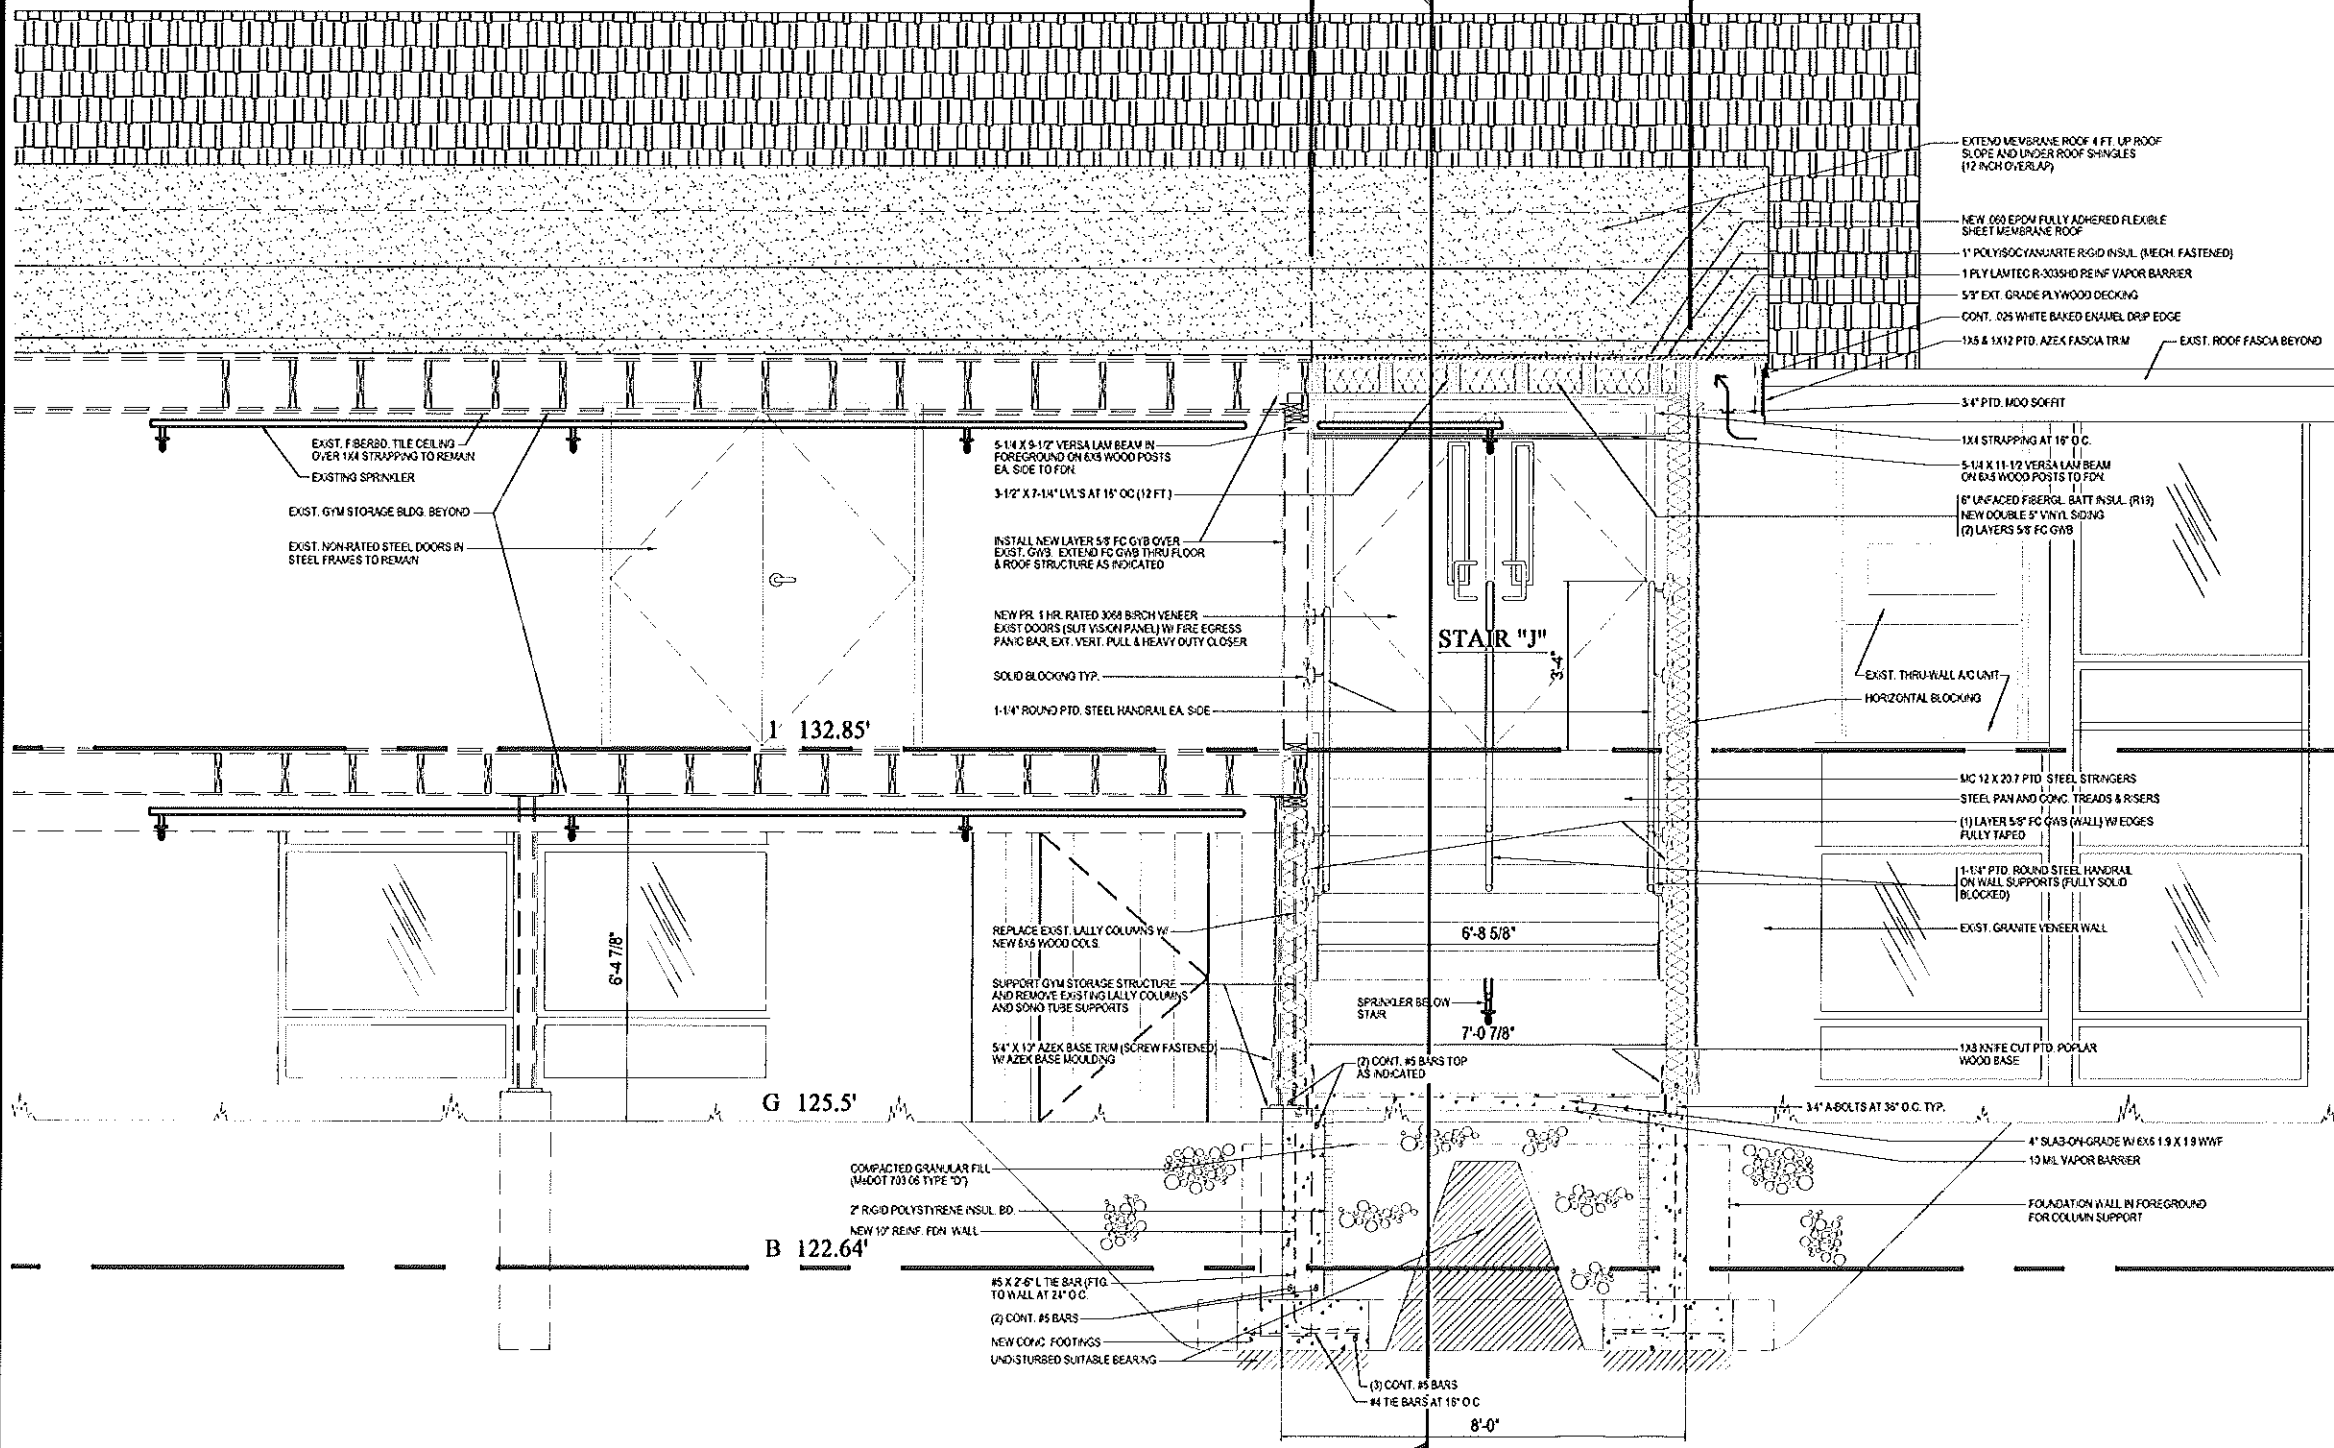 EXTEND MEMBRANE ROOF 4 FT. UP ROOF
SLOPE AND UNDER ROOF SHINGLES
(12 INCH OVERLAP)
NEW .060 EPDM FULLY ADHERED FLEXIBLE
SHEET MEMBRANE ROOF
1" POLYISOCYANUARTE RIGID INSUL. (MECH. FASTENED)
1 PLY LAMTEC R-3035HD REINF VAPOR BARRIER
5/8" EXT. GRADE PLYWOOD DECKING
CONT. .025 WHITE BAKED ENAMEL DRIP EDGE
1X5 & 1X12 PTD. AZEK FASCIA TRIM
EXIST. ROOF FASCIA BEYOND
3/4" PTD. MDO SOFFIT
1X4 STRAPPING AT 16" O.C.
5-1/4 X 11-1/2 VERSA LAM BEAM
ON 6X6 WOOD POSTS TO FDN.
6" UNFACED FIBERGL. BATT INSUL. (R19)
NEW DOUBLE 5" VINYL SIDING
(2) LAYERS 5/8 FC GWB
EXIST. FIBERBD. TILE CEILING
OVER 1X4 STRAPPING TO REMAIN
EXISTING SPRINKLER
EXIST. GYM STORAGE BLDG. BEYOND
EXIST. NON-RATED STEEL DOORS IN
STEEL FRAMES TO REMAIN
5-1/4 X 9-1/2" VERSA LAM BEAM IN
FOREGROUND ON 6X6 WOOD POSTS
EA. SIDE TO FDN.
3-1/2" X 7-1/4" LVL'S AT 16" OC (12 FT.)
INSTALL NEW LAYER 5/8 FC GYB OVER
EXIST. GWB. EXTEND FC GWB THRU FLOOR
& ROOF STRUCTURE AS INDICATED
NEW PR. 1 HR. RATED 3068 BIRCH VENEER
EXIST DOORS (SLIT VISION PANEL) W/ FIRE EGRESS
PANIC BAR, EXT. VERT. PULL & HEAVY DUTY CLOSER
SOLID BLOCKING TYP.
1-1/4" ROUND PTD. STEEL HANDRAIL EA. SIDE
STAIR "J"
3'-4"
EXIST. THRU-WALL A/C UNIT
HORIZONTAL BLOCKING
1 132.85'
MC 12 X 20.7 PTD. STEEL STRINGERS
STEEL PAN AND CONC. TREADS & RISERS
(1) LAYER 5/8" FC GWB (WALL) W/ EDGES
FULLY TAPED
1-1/4" PTD. ROUND STEEL HANDRAIL
ON WALL SUPPORTS (FULLY SOLID
BLOCKED)
EXIST. GRANITE VENEER WALL
6'-4 7/8"
REPLACE EXIST. LALLY COLUMNS W/
NEW 6X6 WOOD COLS.
6'-8 5/8"
SUPPORT GYM STORAGE STRUCTURE
AND REMOVE EXISTING LALLY COLUMNS
AND SONO TUBE SUPPORTS
SPRINKLER BELOW
STAIR
7'-0 7/8"
5/4" X 10" AZEK BASE TRIM (SCREW FASTENED)
W/ AZEK BASE MOULDING
(2) CONT. #5 BARS TOP
AS INDICATED
1X8 KNIFE CUT PTD. POPLAR
WOOD BASE
G 125.5'
3/4" A-BOLTS AT 36" O.C. TYP.
4" SLAB-ON-GRADE W/ 6X6 1.9 X 1.9 WWF
10 MIL VAPOR BARRIER
COMPACTED GRANULAR FILL
(MeDOT 703.06 TYPE "D")
2" RIGID POLYSTYRENE INSUL. BD.
NEW 10" REINF. FDN. WALL
FOUNDATION WALL IN FOREGROUND
FOR COLUMN SUPPORT
B 122.64'
#5 X 2'-6" L TIE BAR (FTG.
TO WALL AT 24" O.C.
(2) CONT. #5 BARS
NEW CONC. FOOTINGS
UNDISTURBED SUITABLE BEARING
(3) CONT. #5 BARS
#4 TIE BARS AT 16" O.C
8'-0"